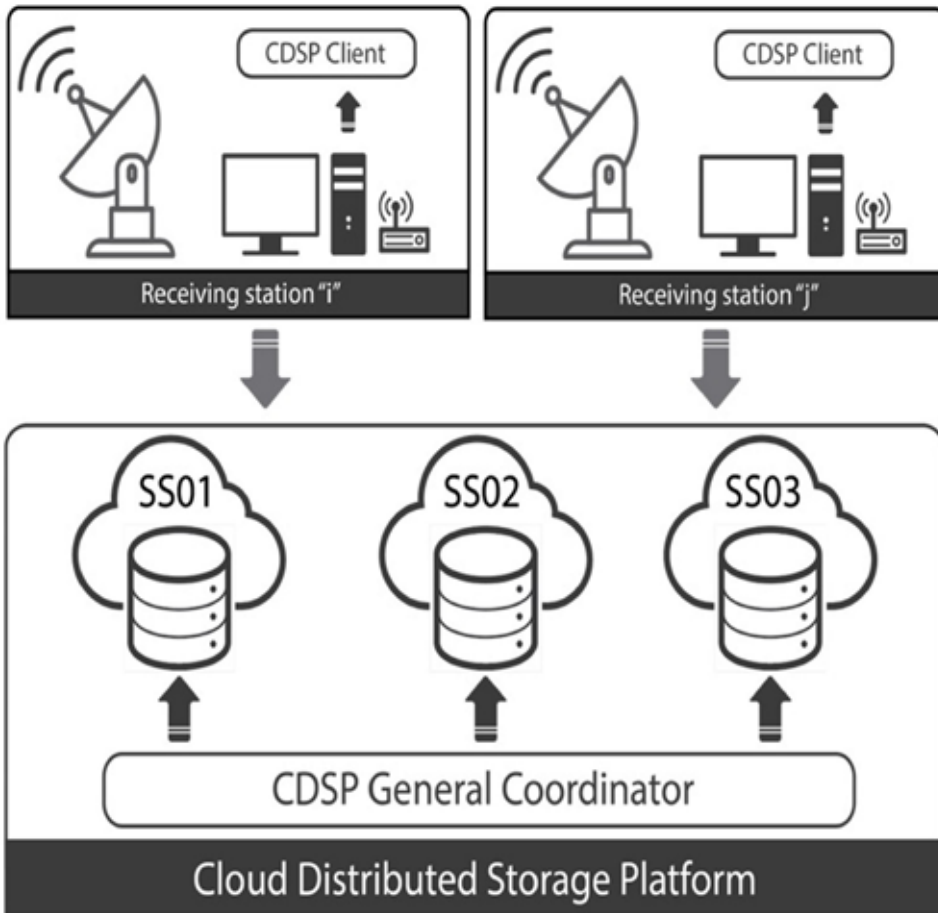 CDSP Client
CDSP Client
Receiving station "i"
Receiving station "j"
SS01
SS02
SS03
CDSP General Coordinator
Cloud Distributed Storage Platform